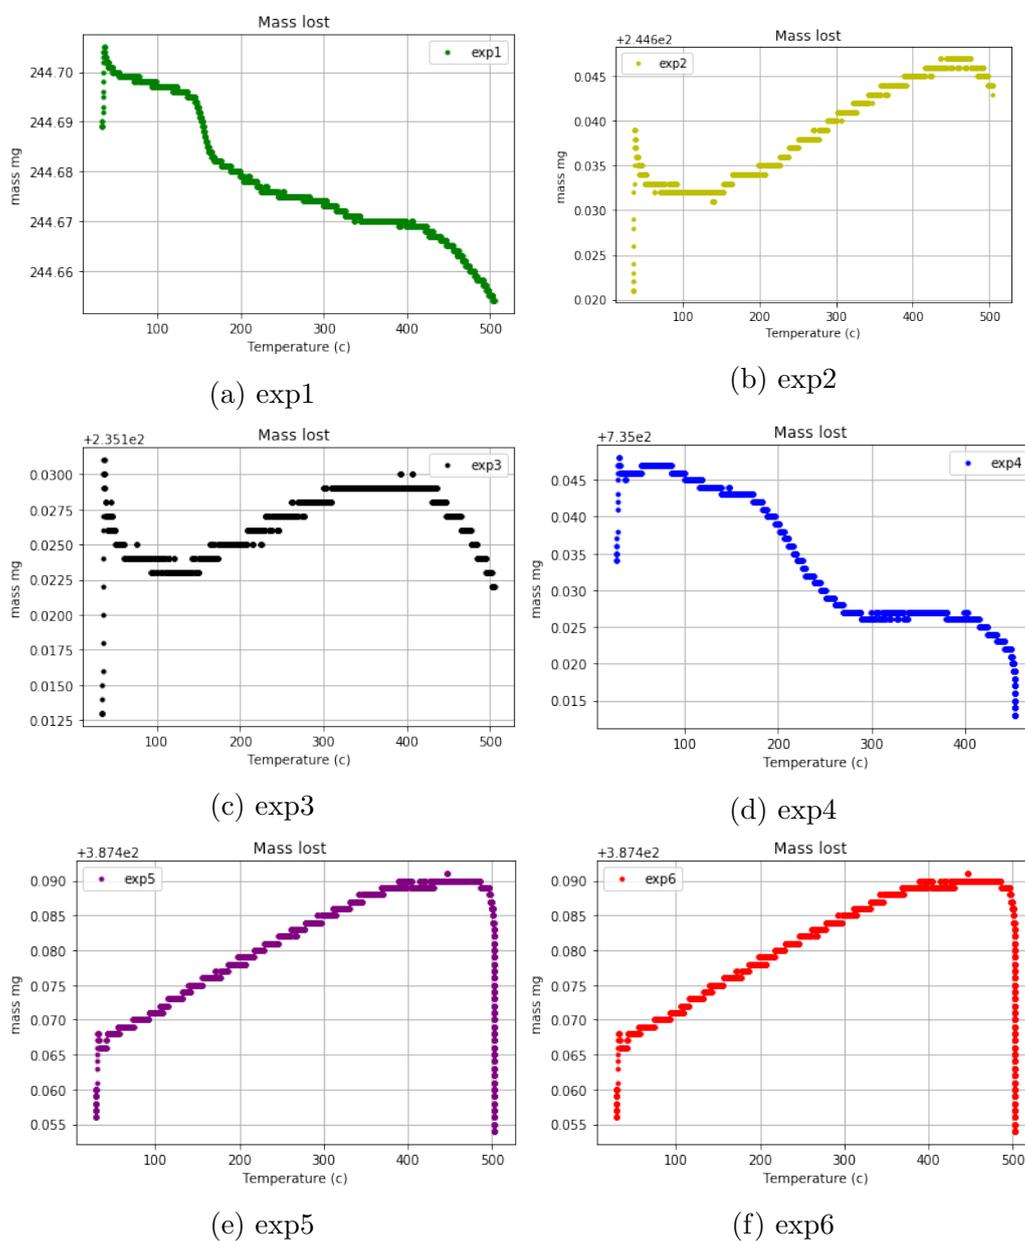 Mass lost
exp1
244.70
244.69
244.68
244.67
244.66
mass mg
100 200 300 400 500
Temperature (c)
(a) exp1
+2.446e2
Mass lost
exp2
0.045
0.040
0.035
0.030
0.025
0.020
mass mg
100 200 300 400 500
Temperature (c)
(b) exp2
+2.351e2
Mass lost
exp3
0.0300
0.0275
0.0250
0.0225
0.0200
0.0175
0.0150
0.0125
mass mg
100 200 300 400 500
Temperature (c)
(c) exp3
+7.35e2
Mass lost
exp4
0.045
0.040
0.035
0.030
0.025
0.020
0.015
mass mg
100 200 300 400
Temperature (c)
(d) exp4
+3.874e2
Mass lost
exp5
0.090
0.085
0.080
0.075
0.070
0.065
0.060
0.055
mass mg
100 200 300 400 500
Temperature (c)
(e) exp5
+3.874e2
Mass lost
exp6
0.090
0.085
0.080
0.075
0.070
0.065
0.060
0.055
mass mg
100 200 300 400 500
Temperature (c)
(f) exp6